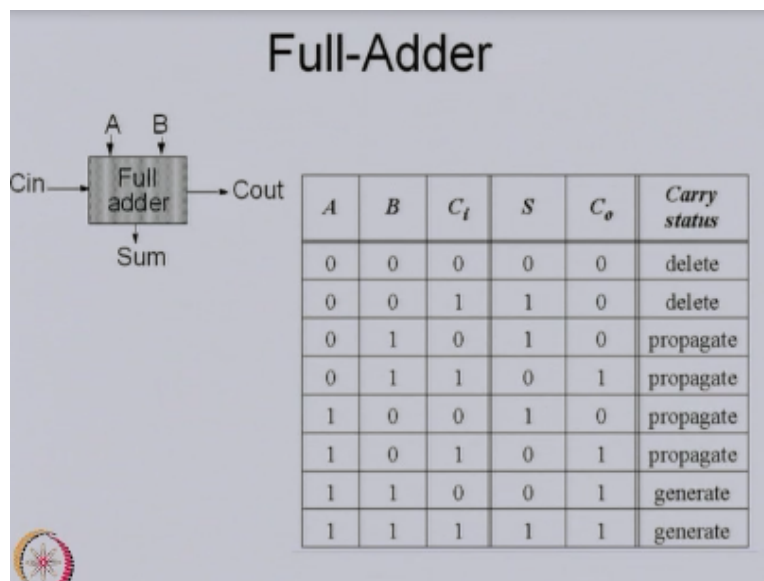 Full-Adder
A B
Cin
Full
adder
Cout
Sum
A B Ci S Co Carry
status
0 0 0 0 0 delete
0 0 1 1 0 delete
0 1 0 1 0 propagate
0 1 1 0 1 propagate
1 0 0 1 0 propagate
1 0 1 0 1 propagate
1 1 0 0 1 generate
1 1 1 1 1 generate